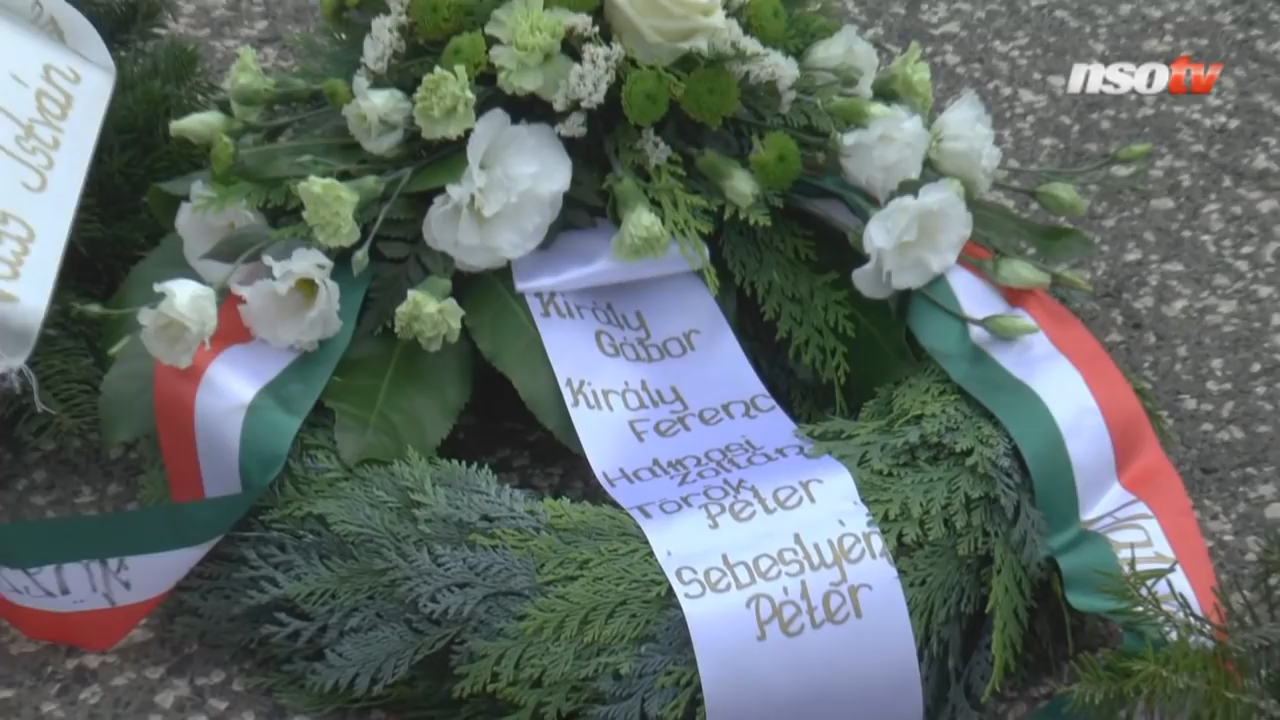 nsotv
István
Király
Gábor
Király
Ferenc
Halmosi
Zoltán
Török
Péter
Sebestyén
Péter